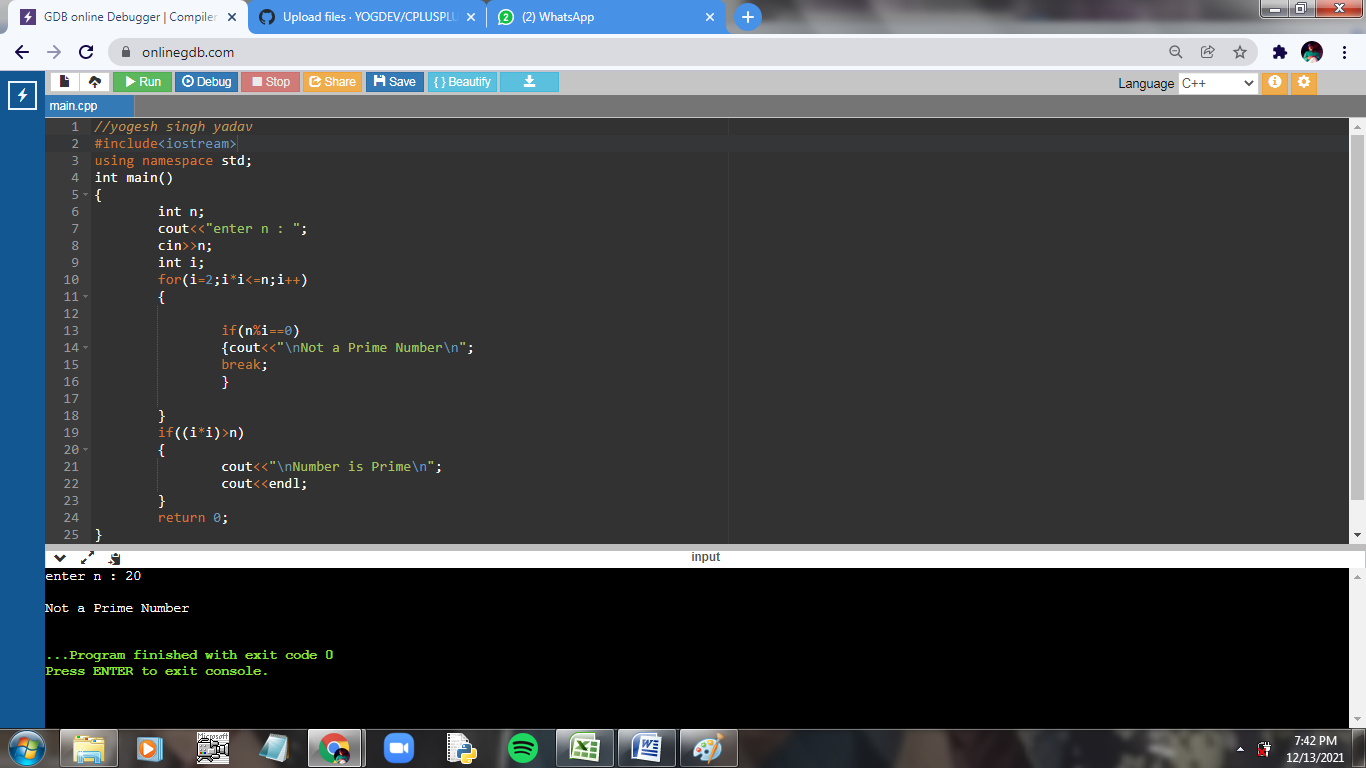 GDB online Debugger | Compiler
Upload files · YOGDEV/CPLUSPLU
(2) WhatsApp
onlinegdb.com
Run
Debug
Stop
Share
Save
{ } Beautify
Language C++
main.cpp
1 //yogesh singh yadav
2 #include<iostream>
3 using namespace std;
4 int main()
5 {
6 int n;
7 cout<<"enter n : ";
8 cin>>n;
9 int i;
10 for(i=2;i*i<=n;i++)
11 {
12
13 if(n%i==0)
14 {cout<<"\nNot a Prime Number\n";
15 break;
16 }
17
18 }
19 if((i*i)>n)
20 {
21 cout<<"\nNumber is Prime\n";
22 cout<<endl;
23 }
24 return 0;
25 }
input
enter n : 20
Not a Prime Number
...Program finished with exit code 0
Press ENTER to exit console.
Microsoft
7:42 PM
12/13/2021